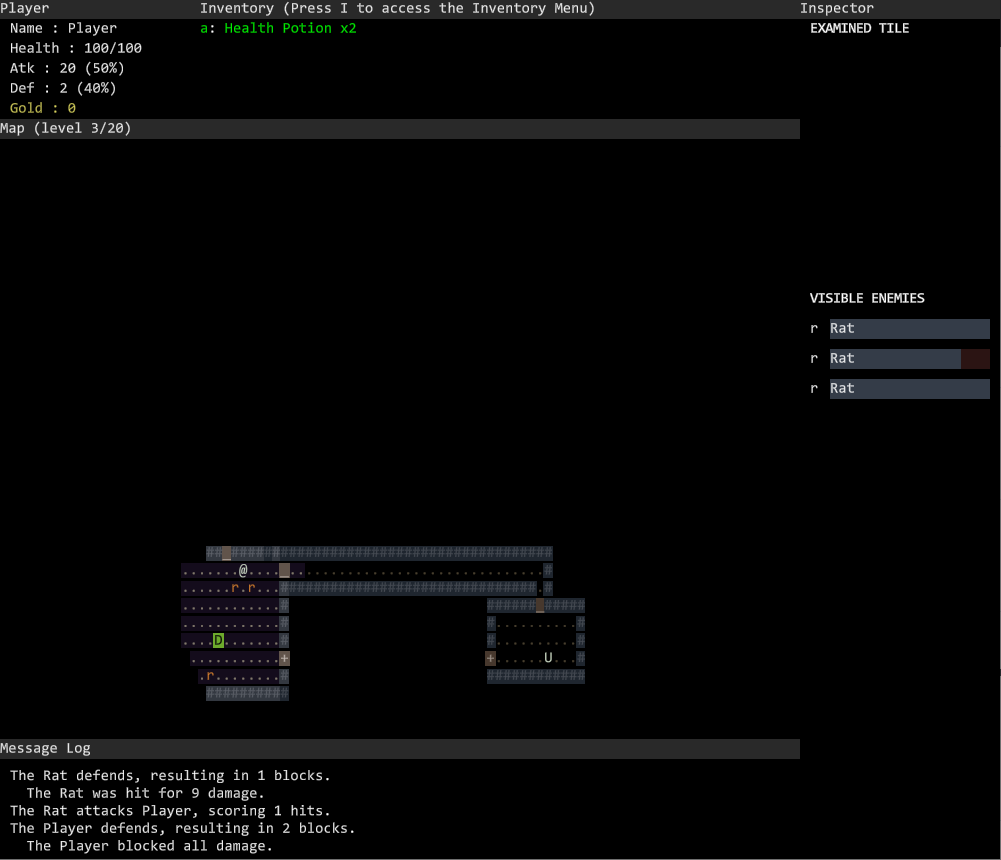 Player
Inventory (Press I to access the Inventory Menu)
Inspector
Name : Player
a: Health Potion x2
EXAMINED TILE
Health : 100/100
Atk : 20 (50%)
Def : 2 (40%)
Gold : 0
Map (level 3/20)
VISIBLE ENEMIES
r Rat
r Rat
r Rat
Message Log
The Rat defends, resulting in 1 blocks.
The Rat was hit for 9 damage.
The Rat attacks Player, scoring 1 hits.
The Player defends, resulting in 2 blocks.
The Player blocked all damage.